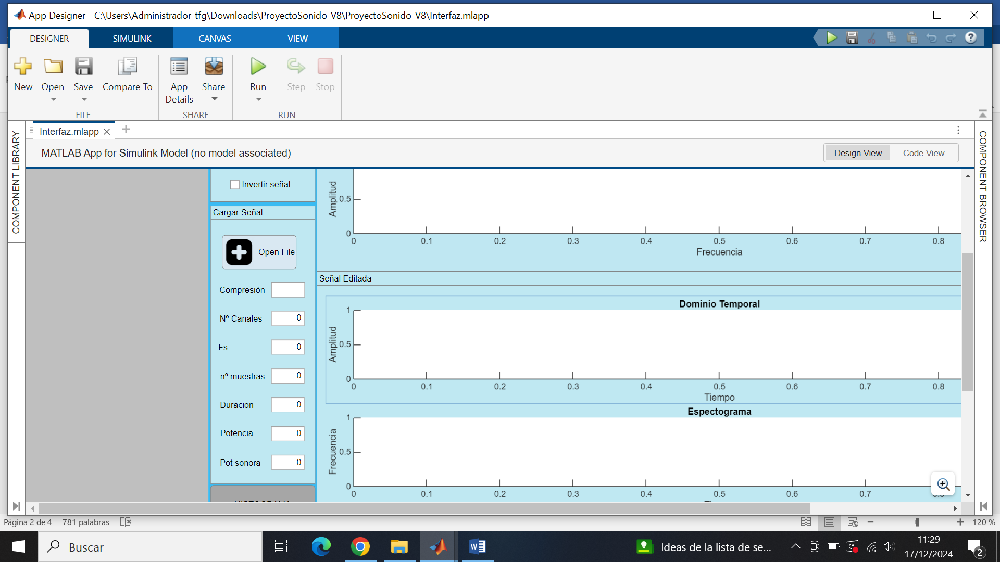 App Designer - C:\Users\Administrador_tfg\Downloads\ProyectoSonido_V8\ProyectoSonido_V8\Interfaz.mlapp
DESIGNER SIMULINK CANVAS VIEW
New Open Save Compare To App Details Share Run Step Stop
FILE SHARE RUN
Interfaz.mlapp
MATLAB App for Simulink Model (no model associated)
Design View Code View
COMPONENT LIBRARY
COMPONENT BROWSER
Invertir señal
Cargar Señal
Open File
Compresión ............
Nº Canales 0
Fs 0
nº muestras 0
Duracion 0
Potencia 0
Pot sonora 0
HISTOGRAMA
Amplitud
0.5
0
0 0.1 0.2 0.3 0.4 0.5 0.6 0.7 0.8
Frecuencia
Señal Editada
Dominio Temporal
Amplitud
1
0.5
0
0 0.1 0.2 0.3 0.4 0.5 0.6 0.7 0.8
Tiempo
Espectograma
Frecuencia
1
0.5
0
0 0.1 0.2 0.3 0.4 0.5 0.6 0.7
Página 2 de 4 781 palabras
120 %
Buscar
Ideas de la lista de se...
11:29
17/12/2024
2